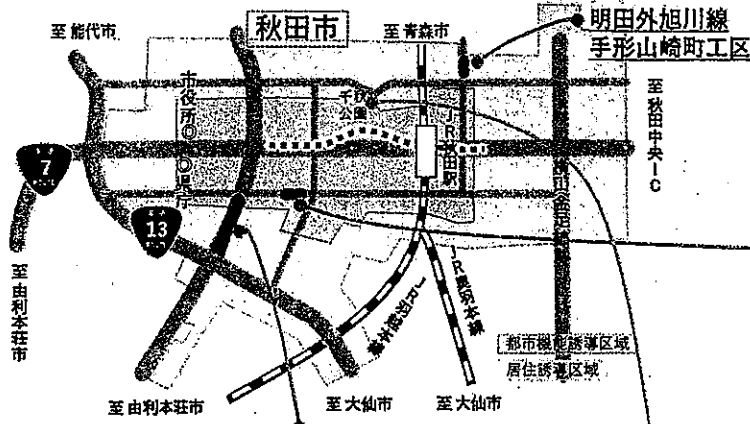 至 能代市
秋田市
至 青森市
明田外旭川線
手形山崎町工区
市役所
県庁
千秋
公園
JR秋田駅
至 秋田中央IC
7
13
至 由利本荘市
JR奥羽本線
都市機能誘導区域
居住誘導区域
至 由利本荘市
至 大仙市
至 大仙市